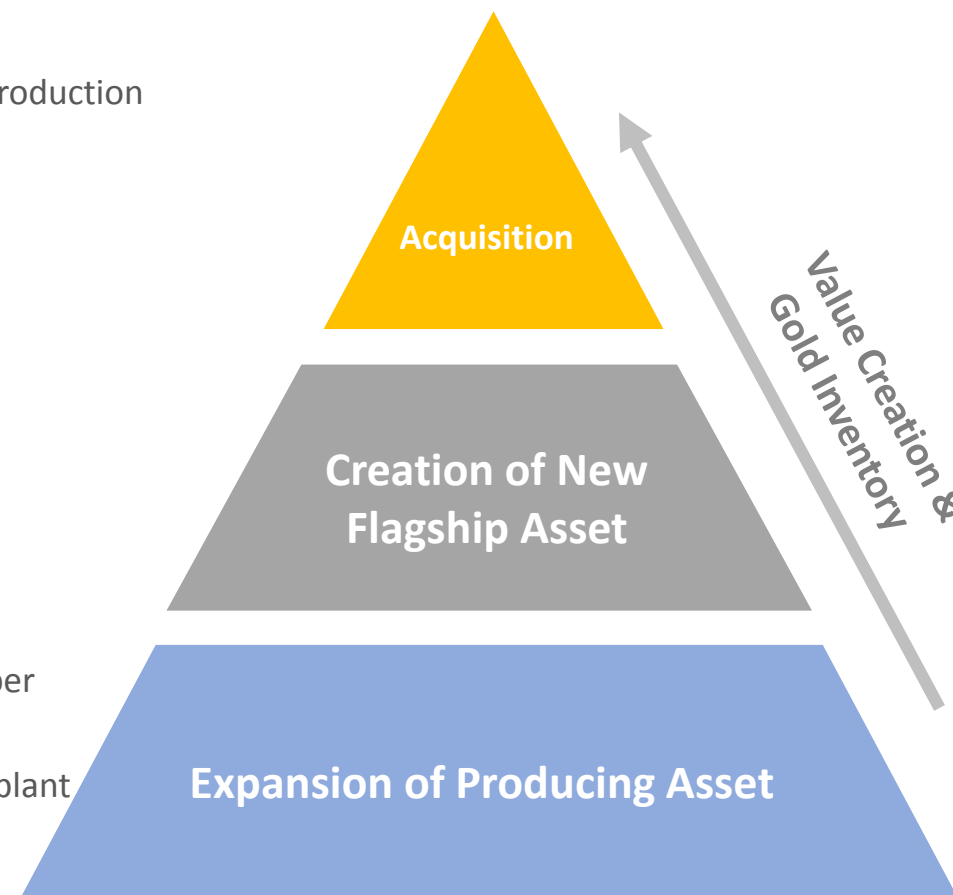 roduction
Acquisition
Value Creation &
Gold Inventory
Creation of New
Flagship Asset
per
plant
Expansion of Producing Asset